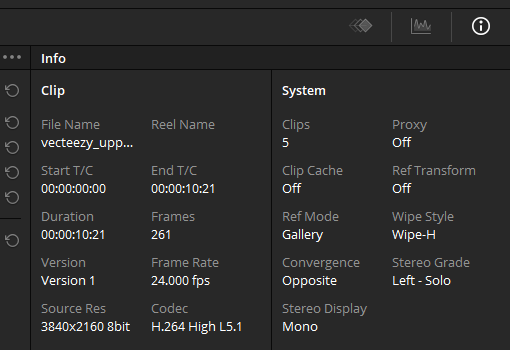 Info
Clip
System
File Name Reel Name Clips Proxy
vecteezy_upp... 5 Off
Start T/C End T/C Clip Cache Ref Transform
00:00:00:00 00:00:10:21 Off Off
Duration Frames Ref Mode Wipe Style
00:00:10:21 261 Gallery Wipe-H
Version Frame Rate Convergence Stereo Grade
Version 1 24.000 fps Opposite Left - Solo
Source Res Codec Stereo Display
3840x2160 8bit H.264 High L5.1 Mono